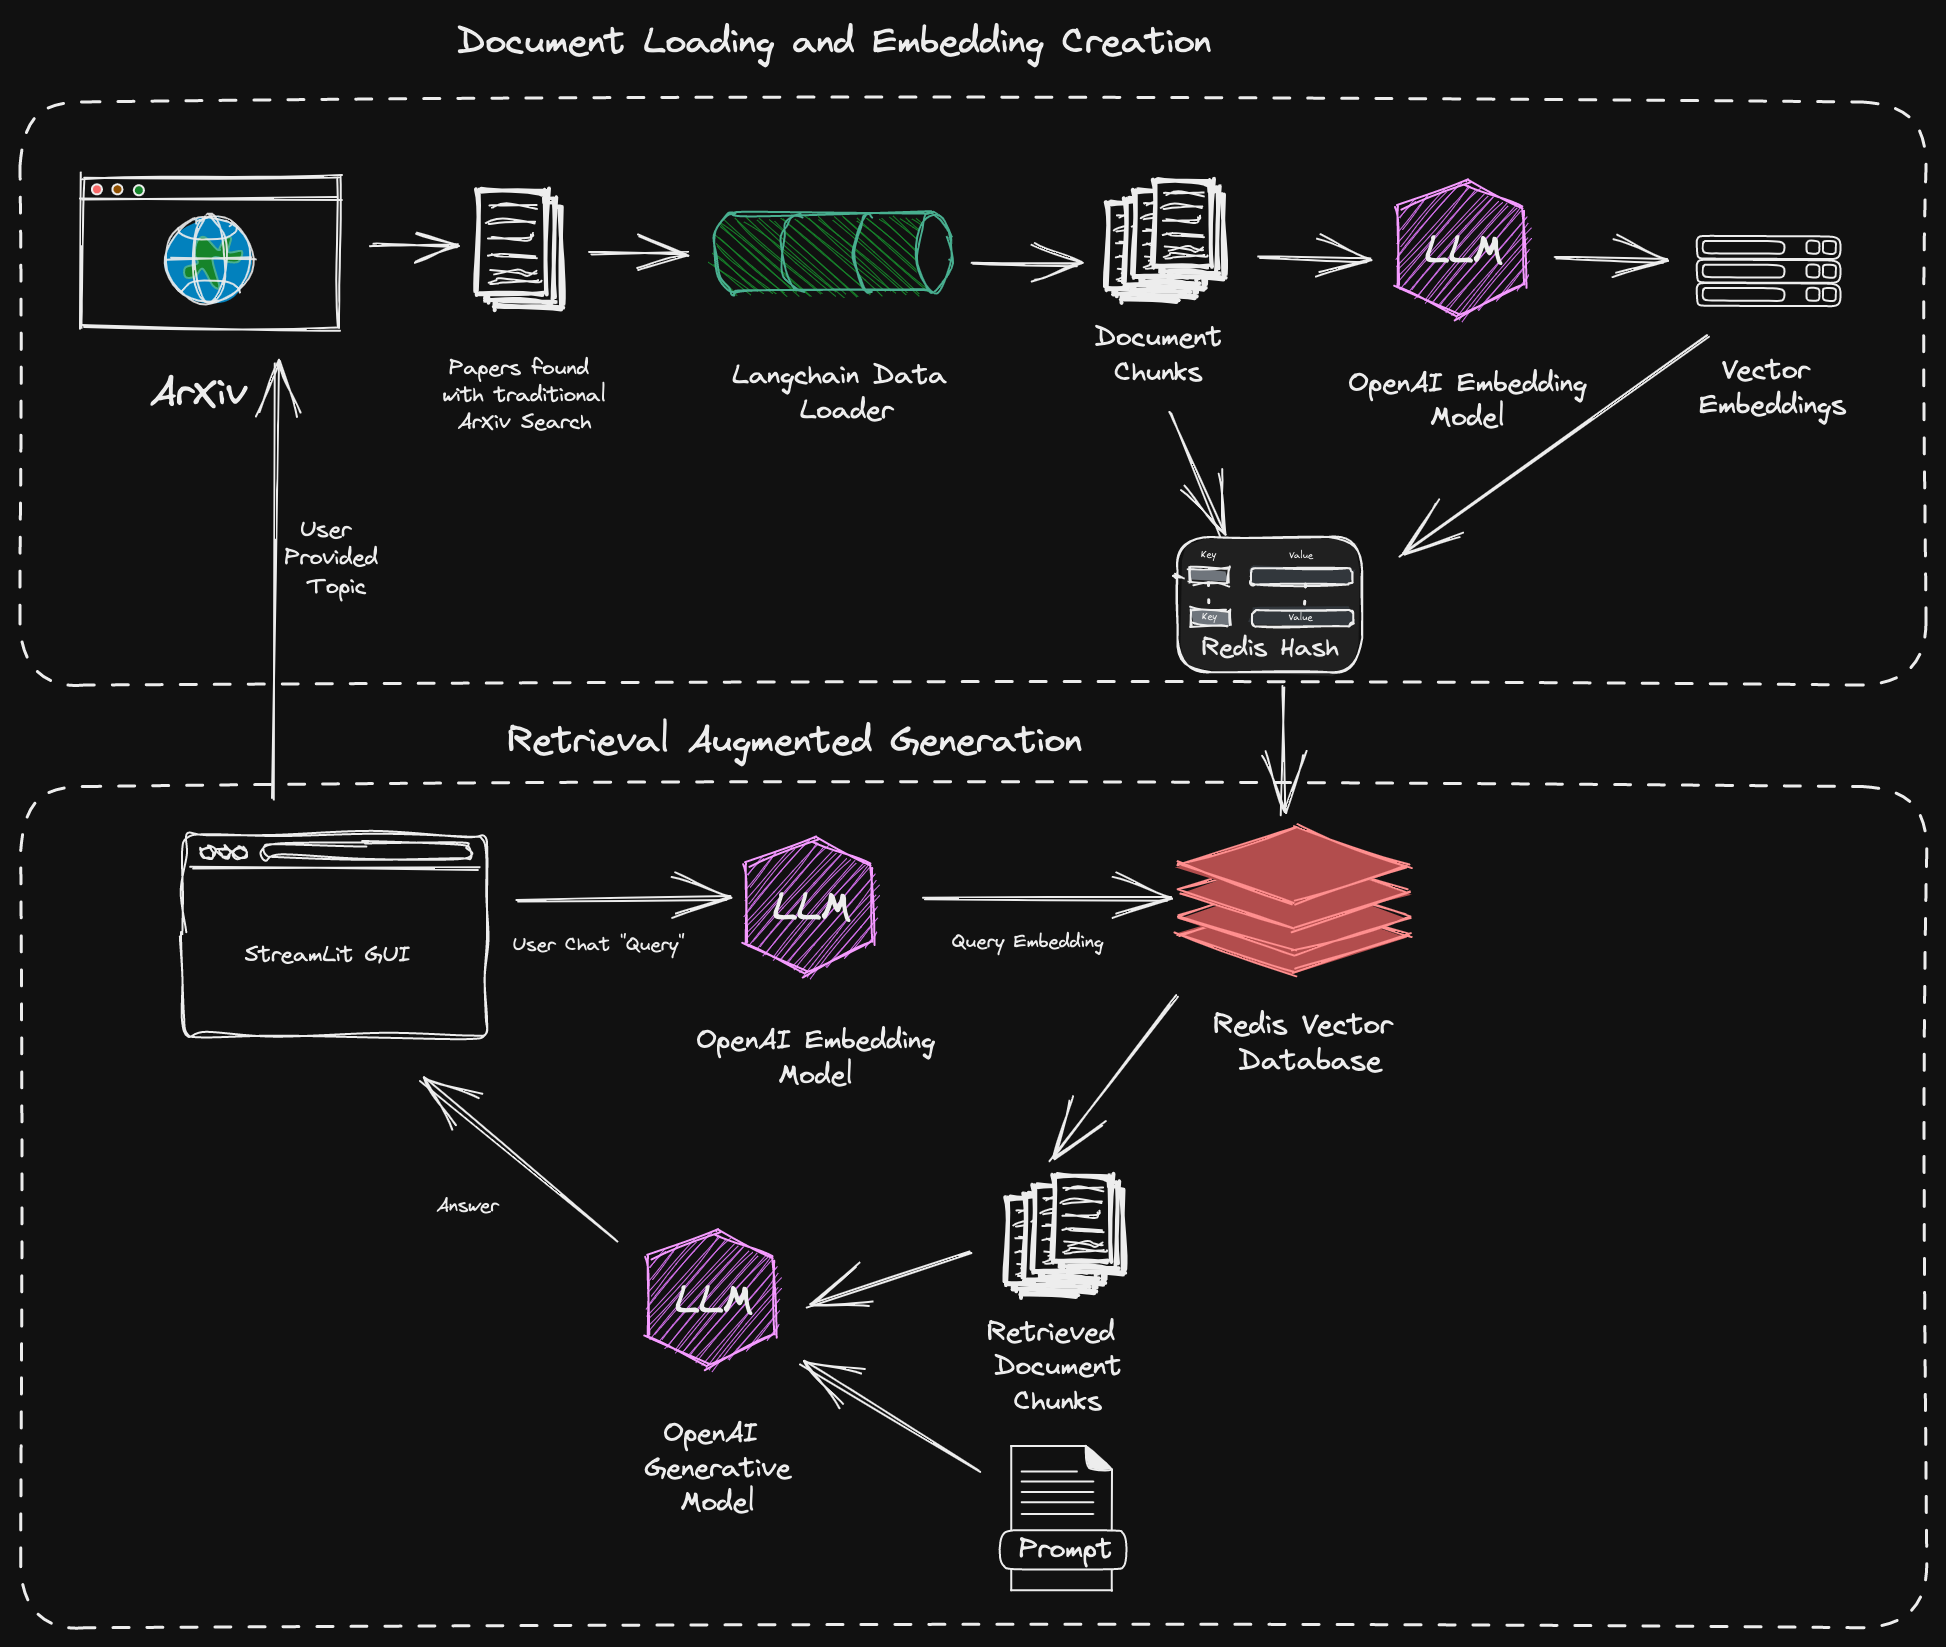 Document Loading and Embedding Creation
ArXiv
Papers found
with traditional
ArXiv Search
Langchain Data
Loader
Document
Chunks
LLM
OpenAI Embedding
Model
Vector
Embeddings
User
Provided
Topic
Key Value
Key Value
Redis Hash
Retrieval Augmented Generation
StreamLit GUI
User Chat "Query"
LLM
OpenAI Embedding
Model
Query Embedding
Redis Vector
Database
Answer
LLM
OpenAI
Generative
Model
Retrieved
Document
Chunks
Prompt